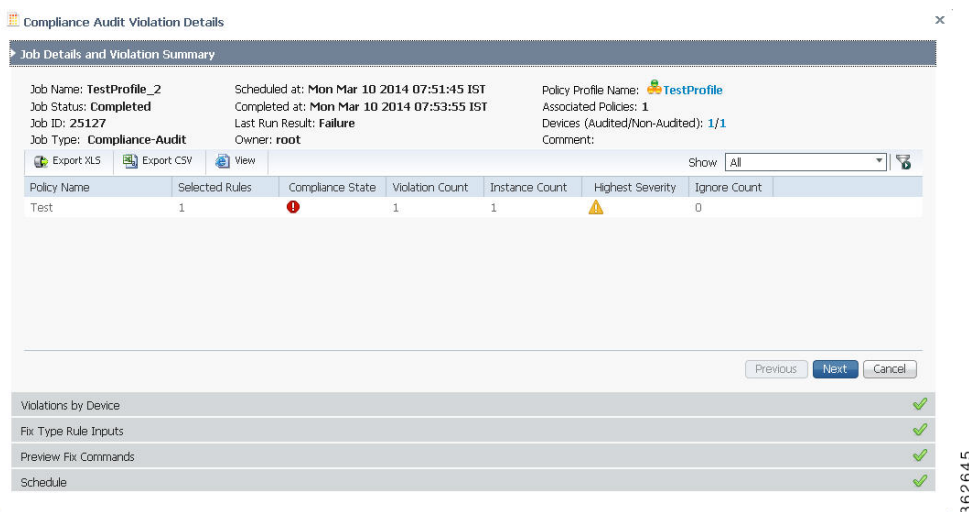 Compliance Audit Violation Details
Job Details and Violation Summary
Job Name: TestProfile_2
Scheduled at: Mon Mar 10 2014 07:51:45 IST
Policy Profile Name: TestProfile
Job Status: Completed
Completed at: Mon Mar 10 2014 07:53:55 IST
Associated Policies: 1
Job ID: 25127
Last Run Result: Failure
Devices (Audited/Non-Audited): 1/1
Job Type: Compliance-Audit
Owner: root
Comment:
Export XLS Export CSV View Show All
Policy Name Selected Rules Compliance State Violation Count Instance Count Highest Severity Ignore Count
Test 1 1 1 0
Previous Next Cancel
Violations by Device
Fix Type Rule Inputs
Preview Fix Commands
Schedule
362645